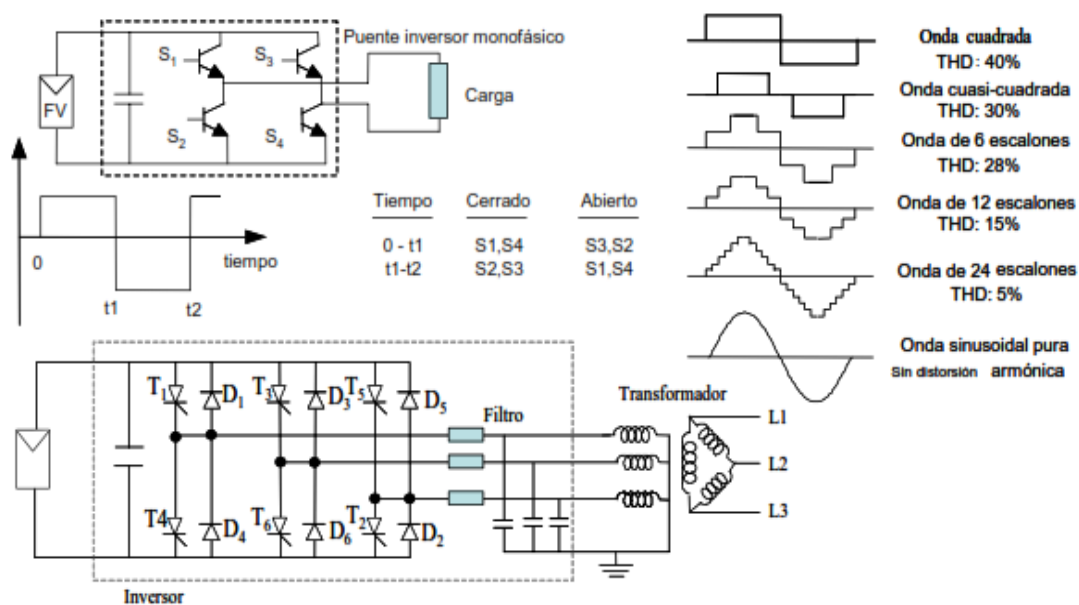 Puente inversor monofásico
S1
S3
FV
Carga
S2
S4
0
t1
t2
tiempo
Tiempo Cerrado Abierto
0 - t1 S1,S4 S3,S2
t1-t2 S2,S3 S1,S4
Onda cuadrada
THD: 40%
Onda cuasi-cuadrada
THD: 30%
Onda de 6 escalones
THD: 28%
Onda de 12 escalones
THD: 15%
Onda de 24 escalones
THD: 5%
Onda sinusoidal pura
Sin distorsión armónica
T1 D1 T3 D3 T5 D5
Filtro
Transformador
L1
L2
L3
T4 D4 T6 D6 T2 D2
Inversor